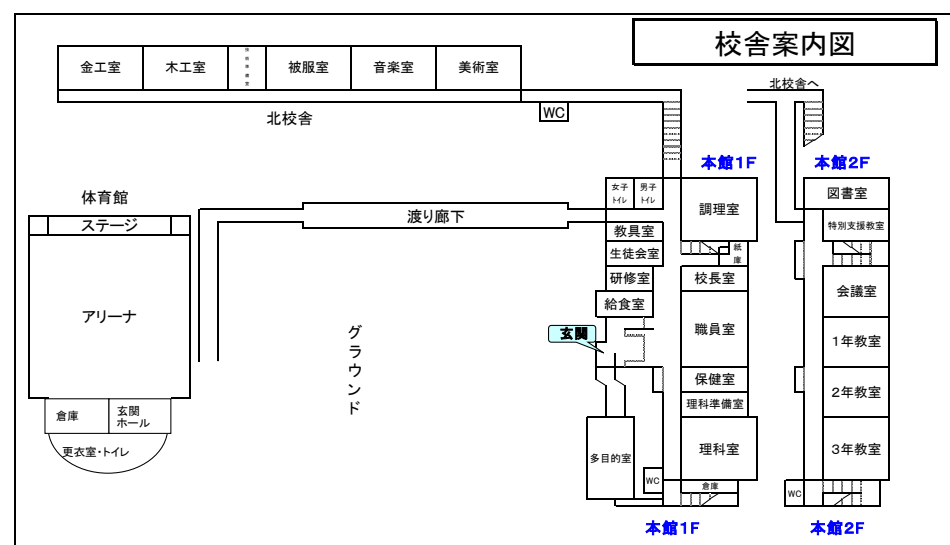 校舎案内図
金工室
木工室
被服室
音楽室
美術室
北校舎
WC
北校舎へ
本館1F
本館2F
体育館
ステージ
アリーナ
倉庫
玄関
ホール
更衣室・トイレ
渡り廊下
グラウンド
女子
トイレ
男子
トイレ
教具室
生徒会室
研修室
給食室
玄関
多目的室
WC
調理室
紙
庫
校長室
職員室
保健室
理科準備室
理科室
倉庫
本館1F
図書室
特別支援教室
会議室
1年教室
2年教室
3年教室
WC
本館2F